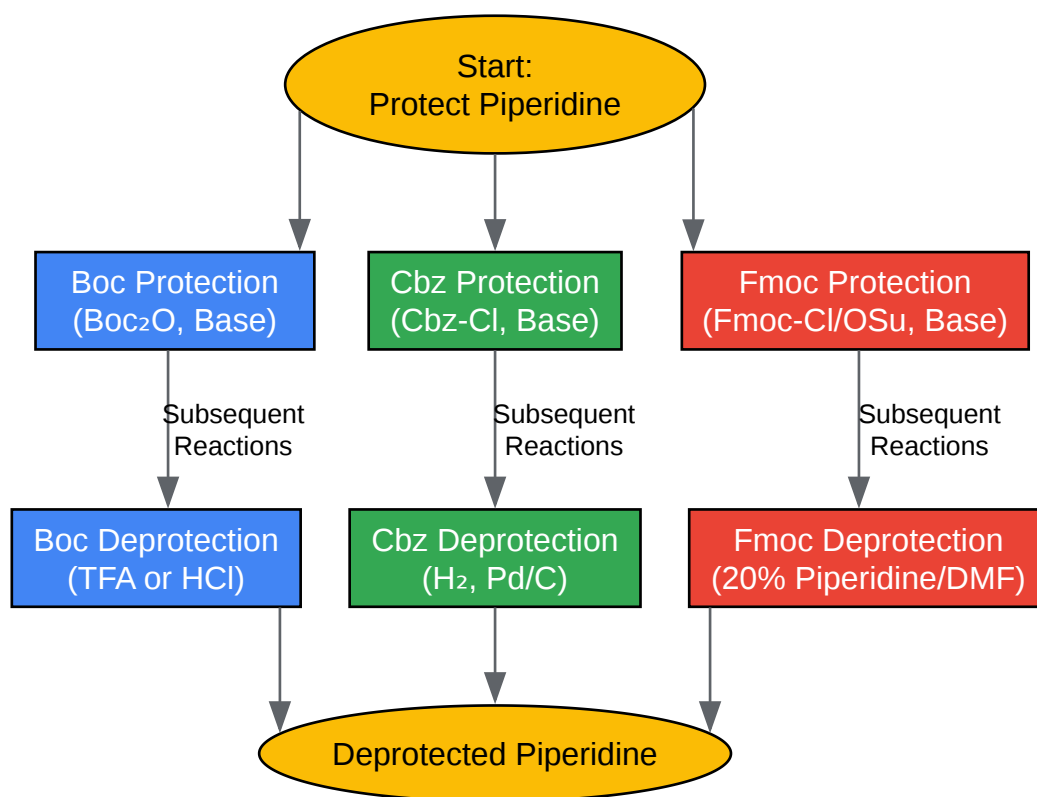 Start:
Protect Piperidine
Boc Protection
(Boc₂O, Base)
Cbz Protection
(Cbz-Cl, Base)
Fmoc Protection
(Fmoc-Cl/OSu, Base)
Subsequent
Reactions
Subsequent
Reactions
Subsequent
Reactions
Boc Deprotection
(TFA or HCl)
Cbz Deprotection
(H₂, Pd/C)
Fmoc Deprotection
(20% Piperidine/DMF)
Deprotected Piperidine